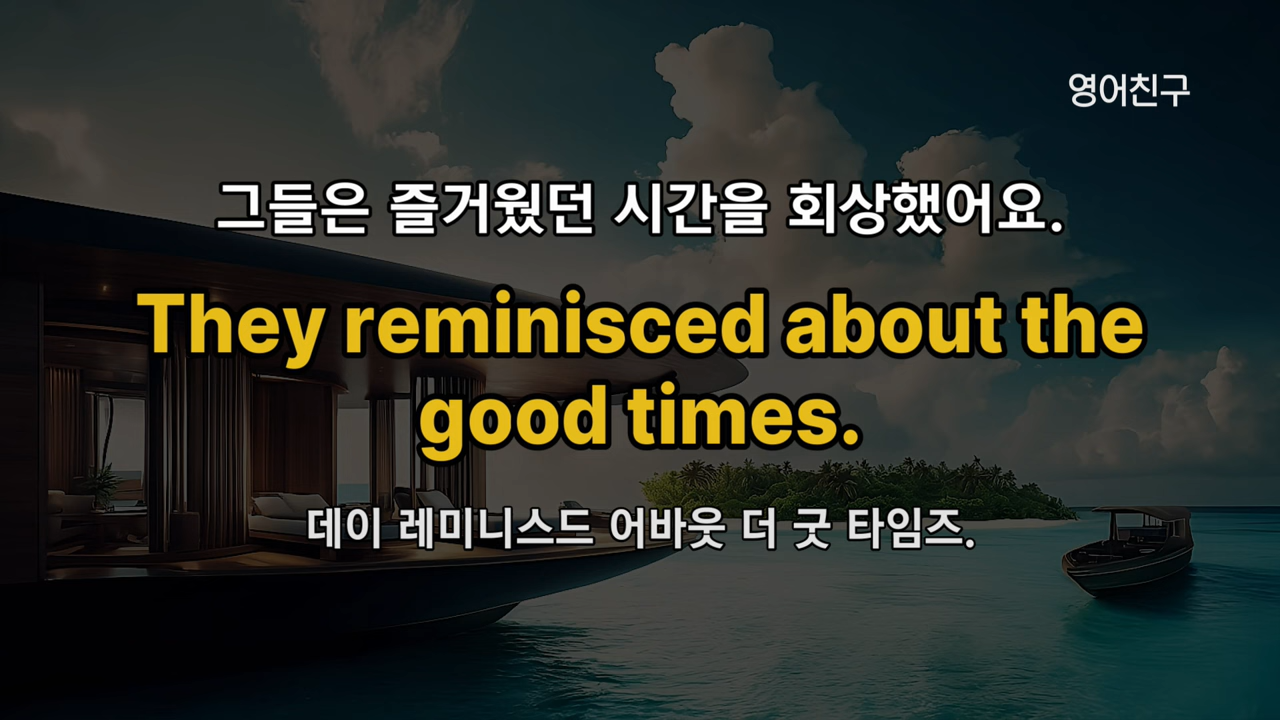 영어친구
그들은 즐거웠던 시간을 회상했어요.
They reminisced about the
good times.
데이 레미니스드 어바웃 더 굿 타임즈.